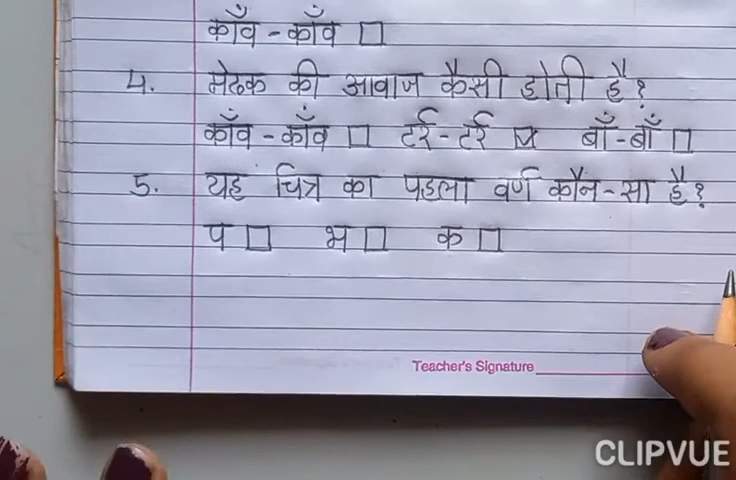 काँव - काँव □
4. मेढक की आवाज कैसी होती है?
काँव - काँव □ टर्र - टर्र ☑ बाँ - बाँ □
5. यह चित्र का पहला वर्ण कौन - सा है?
प □ भ □ क □
Teacher's Signature
CLIPVUE